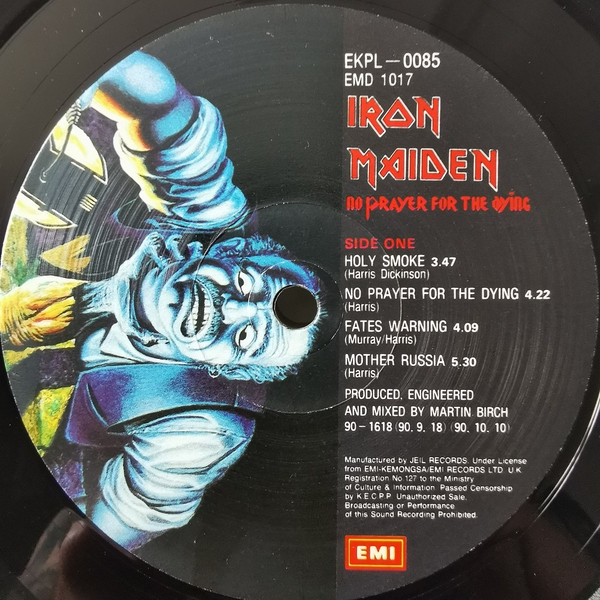 EKPL-0085
EMD 1017
IRON
MAIDEN
NO PRAYER FOR THE DYING
SIDE ONE
HOLY SMOKE 3.47
(Harris Dickinson)
NO PRAYER FOR THE DYING 4.22
(Harris)
FATES WARNING 4.09
(Murray/Harris)
MOTHER RUSSIA 5.30
(Harris)
PRODUCED, ENGINEERED
AND MIXED BY MARTIN BIRCH
90-1618 (90. 9. 18) (90. 10. 10)
Manufactured by JEIL RECORDS. Under License
from EMI-KEMONGSA/EMI RECORDS LTD. U.K.
Registration No 127 to the Ministry
of Culture & Information. Passed Censorship
by K.E.C.P.P. Unauthorized Sale,
Broadcasting or Performance
of this Sound Recording Prohibited.
EMI